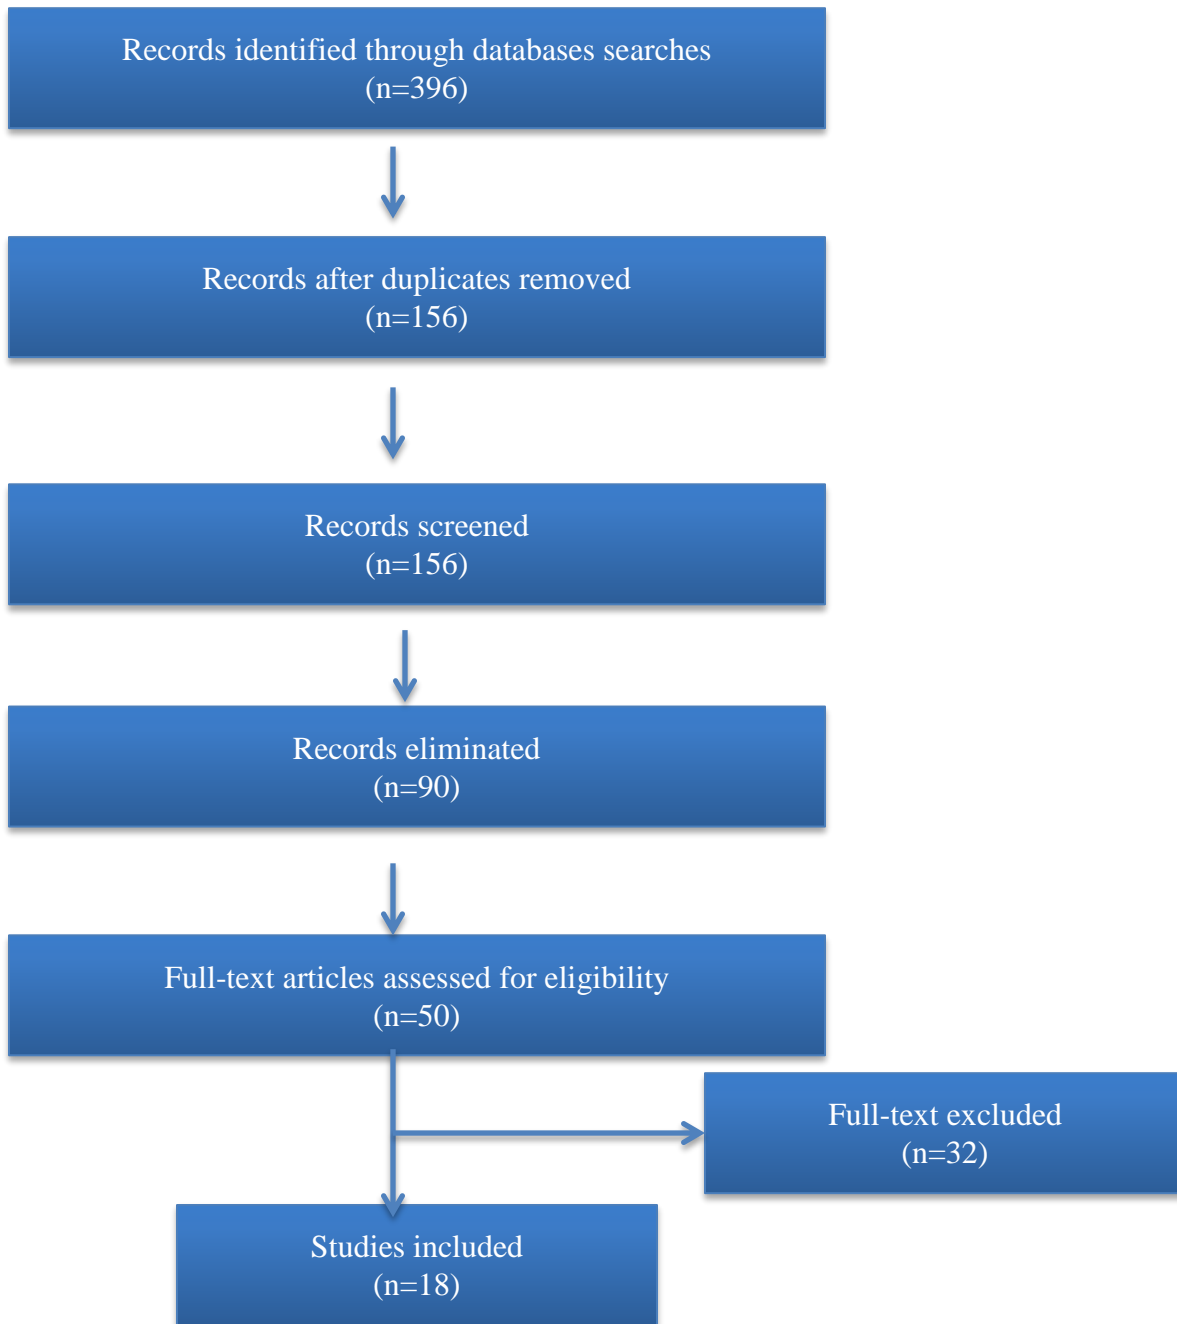 Records identified through databases searches
(n=396)
Records after duplicates removed
(n=156)
Records screened
(n=156)
Records eliminated
(n=90)
Full-text articles assessed for eligibility
(n=50)
Full-text excluded
(n=32)
Studies included
(n=18)